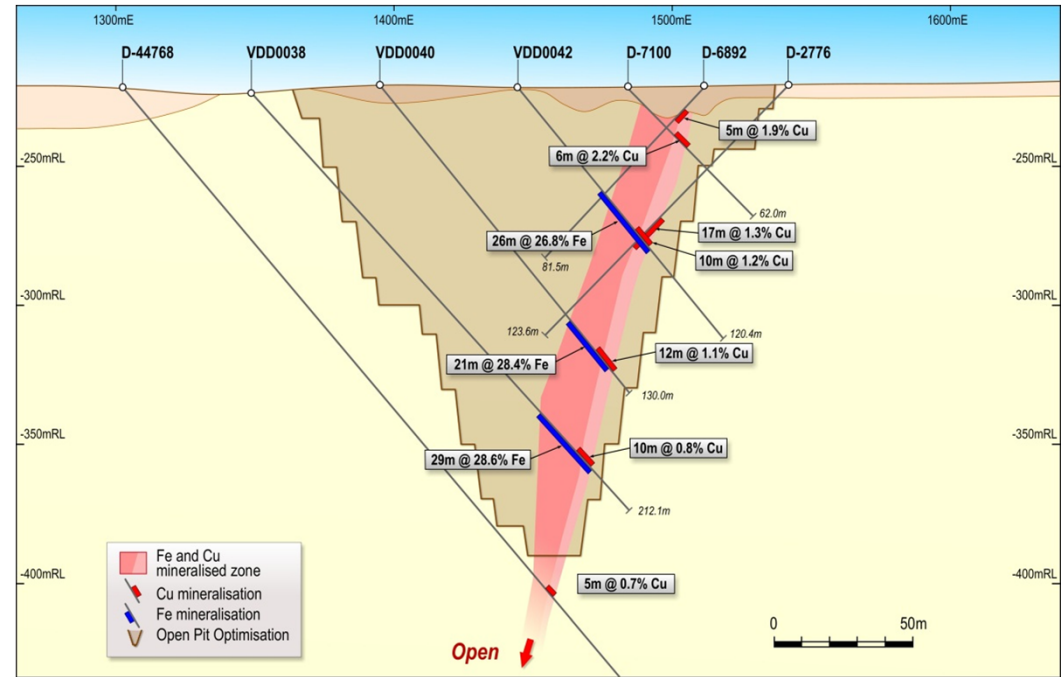 1300mE
1400mE
1500mE
1600mE
D-44768
VDD0038
VDD0040
VDD0042
D-7100
D-6892
D-2776
5m @ 1.9% Cu
6m @ 2.2% Cu
-250mRL
-250mRL
62.0m
17m @ 1.3% Cu
26m @ 26.8% Fe
10m @ 1.2% Cu
81.5m
-300mRL
-300mRL
123.6m
120.4m
12m @ 1.1% Cu
21m @ 28.4% Fe
130.0m
-350mRL
-350mRL
10m @ 0.8% Cu
29m @ 28.6% Fe
212.1m
Fe and Cu
mineralised zone
Cu mineralisation
Fe mineralisation
Open Pit Optimisation
-400mRL
-400mRL
5m @ 0.7% Cu
Open
0
50m